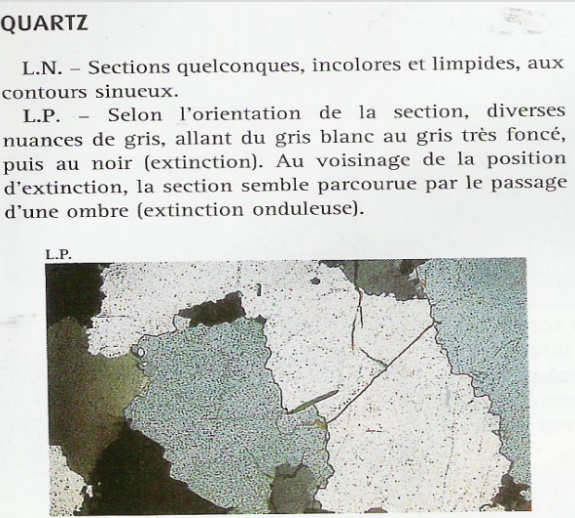 QUARTZ
L.N. – Sections quelconques, incolores et limpides, aux
contours sinueux.
L.P. – Selon l'orientation de la section, diverses
nuances de gris, allant du gris blanc au gris très foncé,
puis au noir (extinction). Au voisinage de la position
d'extinction, la section semble parcourue par le passage
d'une ombre (extinction onduleuse).
L.P.